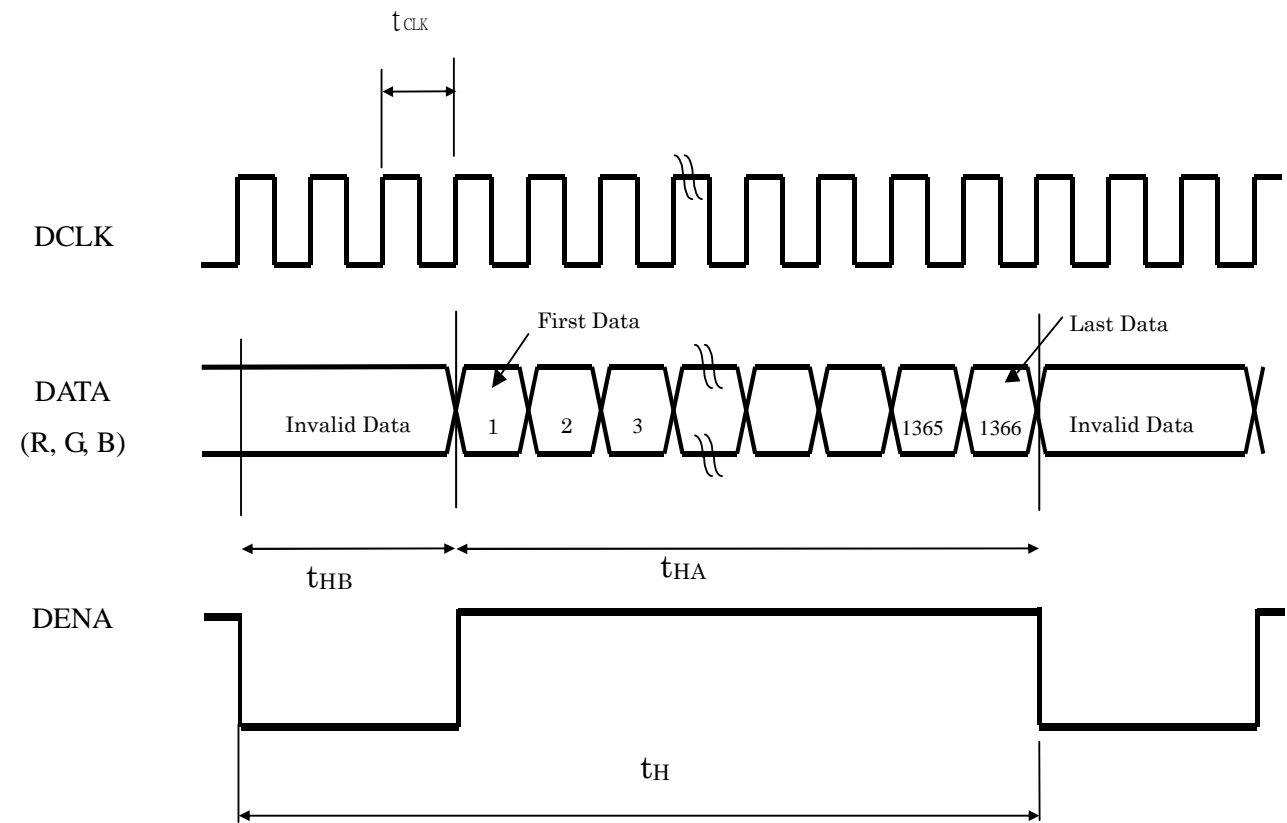 tCLK
DCLK
First Data
Last Data
DATA
(R, G, B)
Invalid Data
1
2
3
1365
1366
Invalid Data
tHB
tHA
DENA
tH